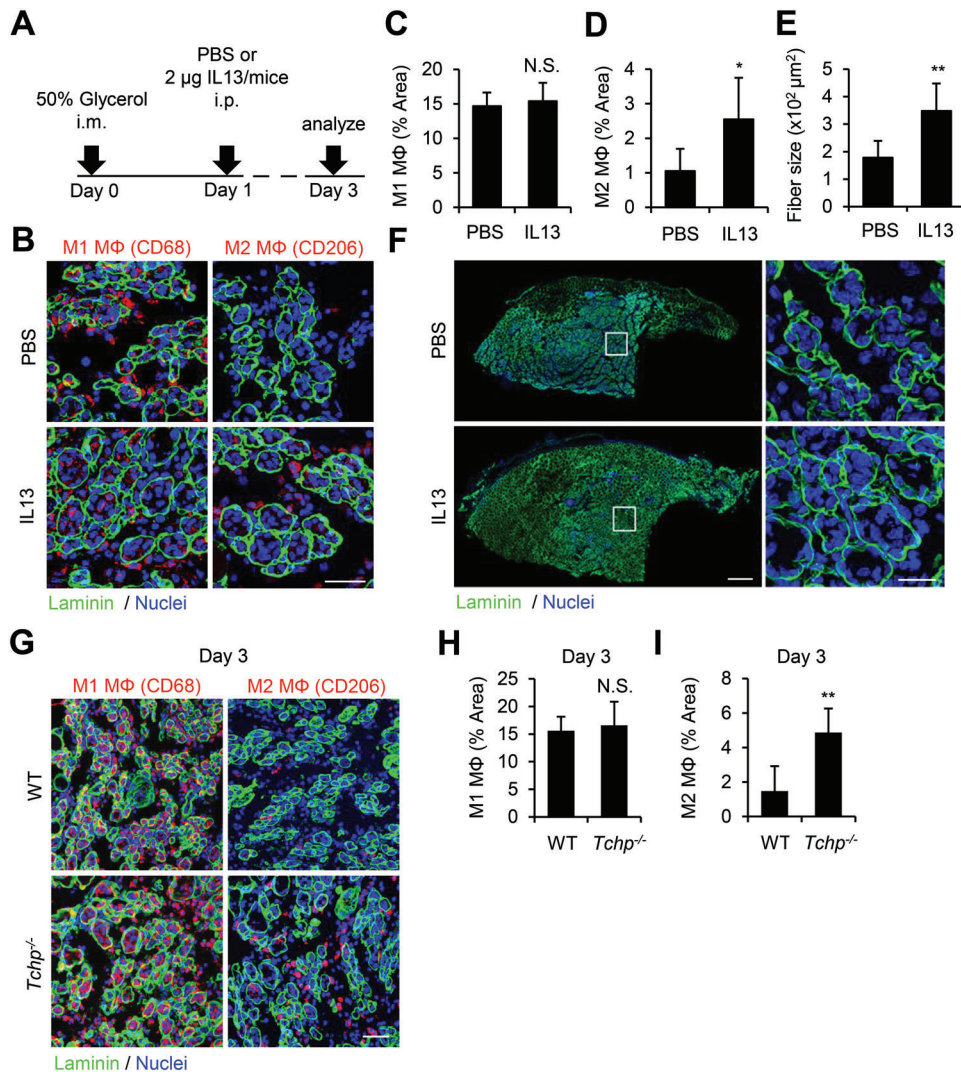 A
50% Glycerol
i.m.
PBS or
2 µg IL13/mice
i.p.
analyze
Day 0
Day 1
Day 3
B
M1 MΦ (CD68)
M2 MΦ (CD206)
PBS
IL13
Laminin / Nuclei
C
M1 MΦ (% Area)
20
15
10
5
0
N.S.
PBS
IL13
D
M2 MΦ (% Area)
4
3
2
1
0
*
PBS
IL13
E
Fiber size (x10² µm²)
5
4
3
2
1
0
**
PBS
IL13
F
PBS
IL13
Laminin / Nuclei
G
Day 3
M1 MΦ (CD68)
M2 MΦ (CD206)
WT
Tchp-/-
Laminin / Nuclei
H
Day 3
M1 MΦ (% Area)
25
20
15
10
5
0
N.S.
WT
Tchp-/-
I
Day 3
M2 MΦ (% Area)
8
6
4
2
0
**
WT
Tchp-/-